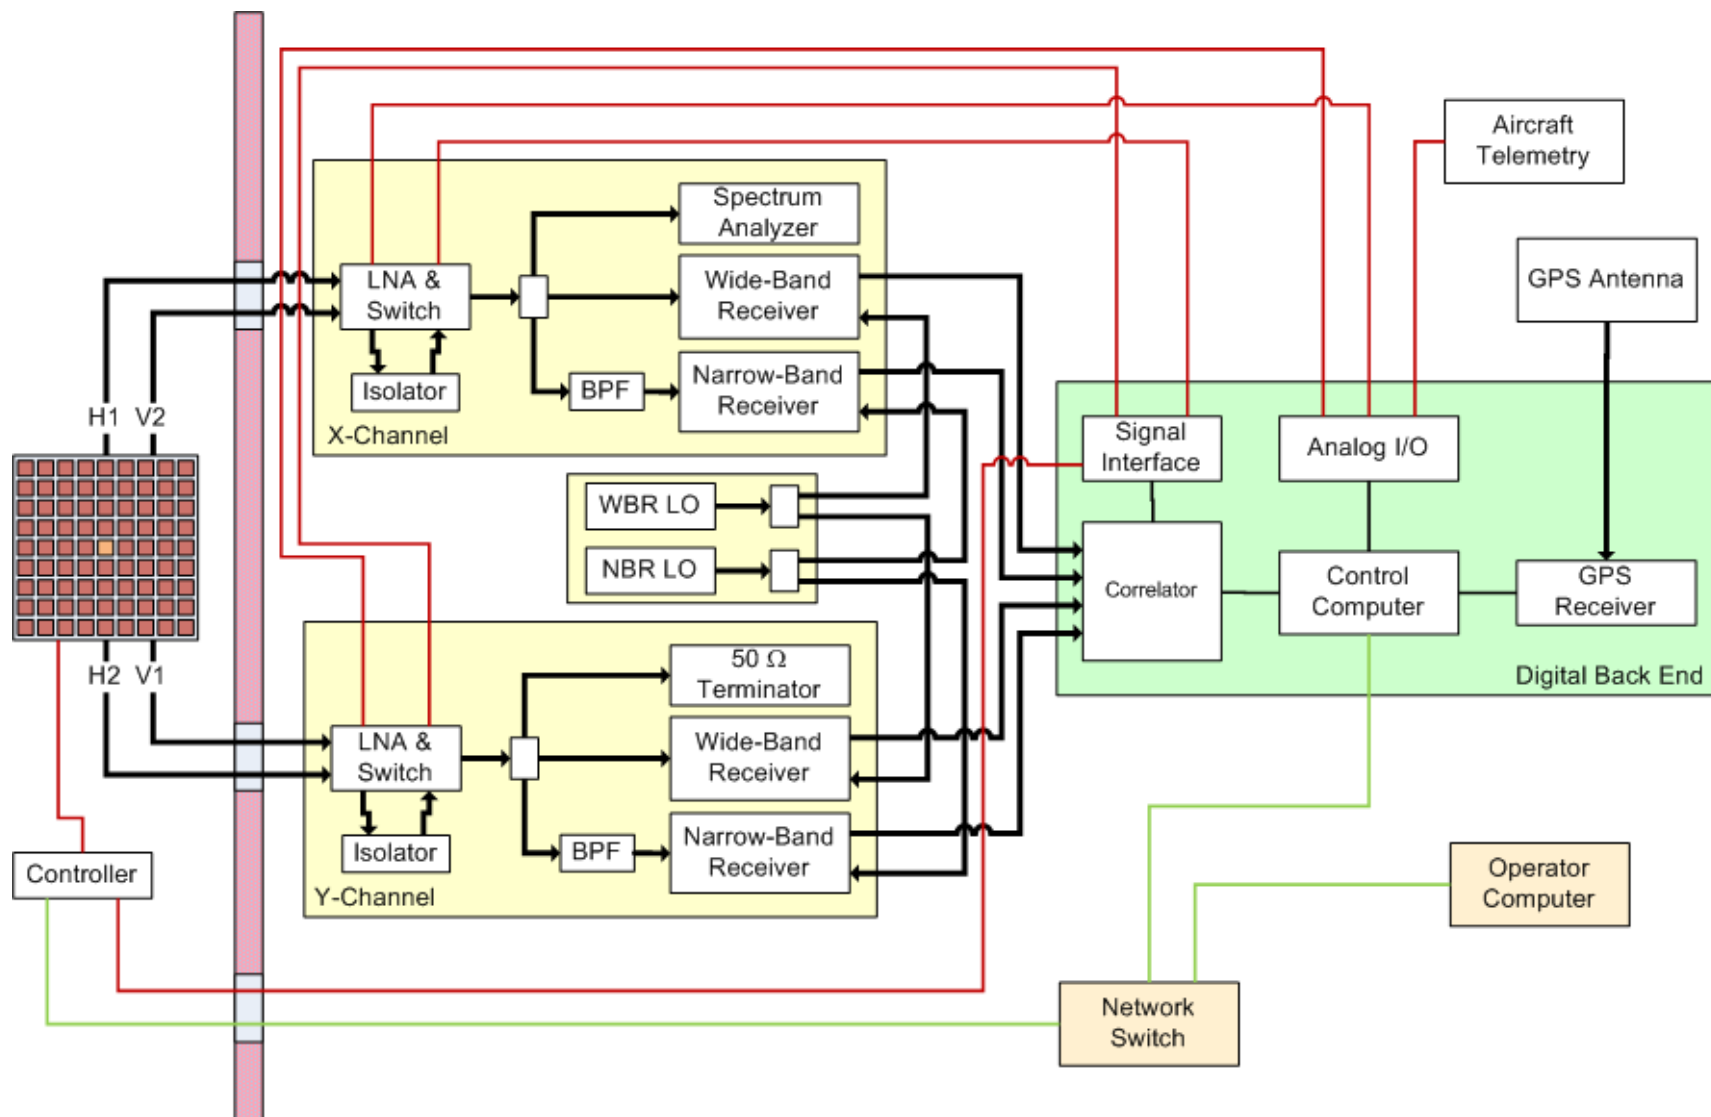 Aircraft
Telemetry
Spectrum
Analyzer
LNA &
Switch
Wide-Band
Receiver
GPS Antenna
Isolator
BPF
Narrow-Band
Receiver
X-Channel
H1
V2
Signal
Interface
Analog I/O
WBR LO
NBR LO
Correlator
Control
Computer
GPS
Receiver
Digital Back End
H2
V1
50 Ω
Terminator
LNA &
Switch
Wide-Band
Receiver
Isolator
BPF
Narrow-Band
Receiver
Y-Channel
Controller
Operator
Computer
Network
Switch